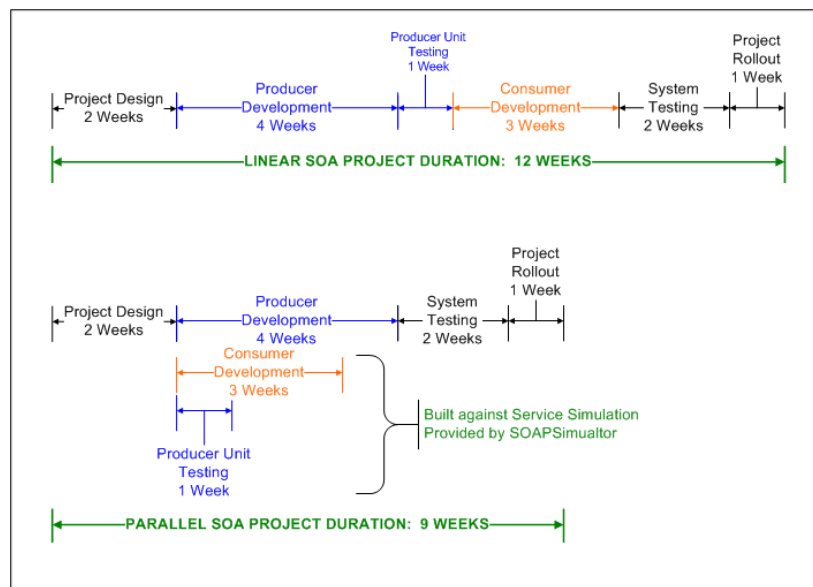 Producer Unit
Testing
1 Week
Project
Rollout
1 Week
Project Design
2 Weeks
Producer
Development
4 Weeks
Consumer
Development
3 Weeks
System
Testing
2 Weeks
LINEAR SOA PROJECT DURATION: 12 WEEKS
Project
Rollout
1 Week
Project Design
2 Weeks
Producer
Development
4 Weeks
System
Testing
2 Weeks
Consumer
Development
3 Weeks
Built against Service Simulation
Provided by SOAPSimualtor
Producer Unit
Testing
1 Week
PARALLEL SOA PROJECT DURATION: 9 WEEKS